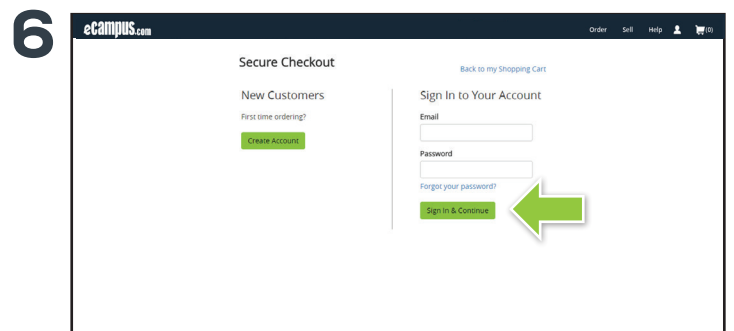 6
eCampus.com
Order Sell Help (0)
Secure Checkout
Back to my Shopping Cart
New Customers
First time ordering?
Create Account
Sign In to Your Account
Email
Password
Forgot your password?
Sign In & Continue